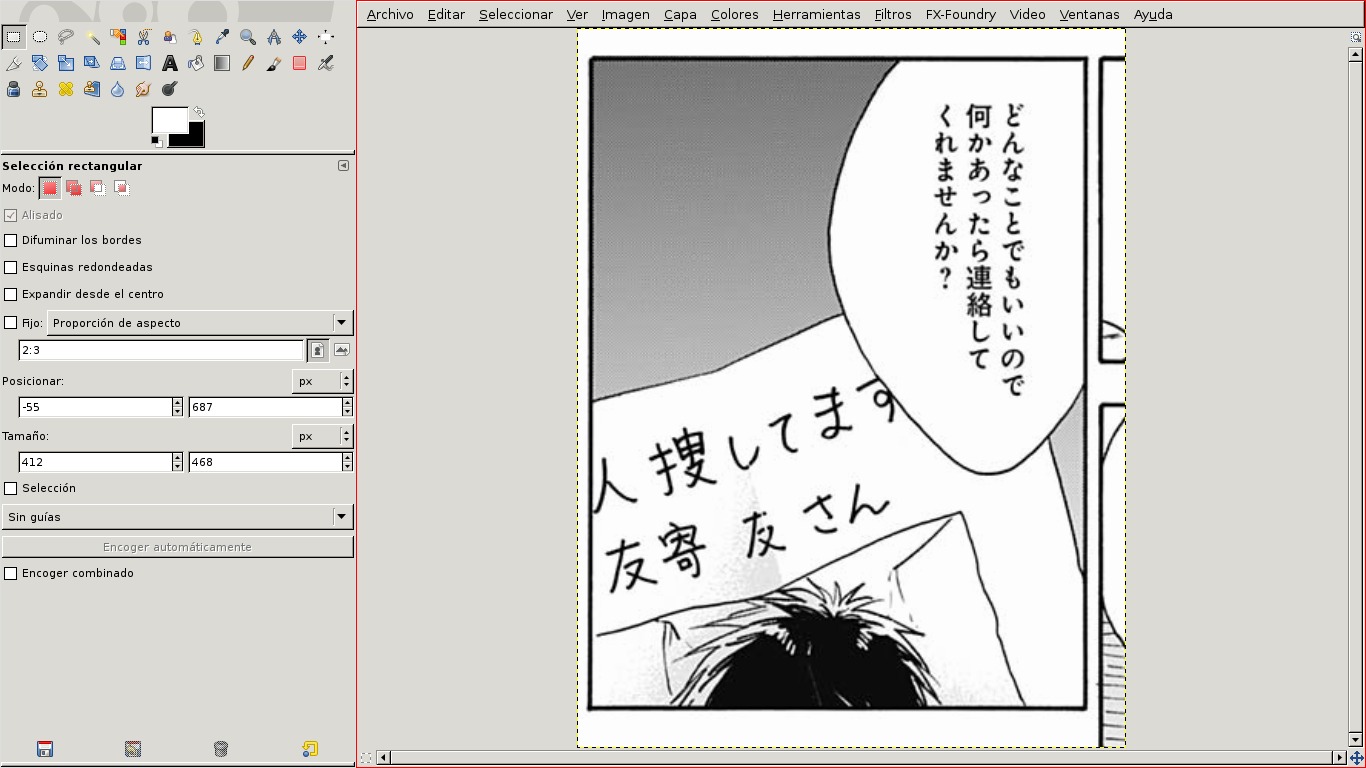 Archivo Editar Seleccionar Ver Imagen Capa Colores Herramientas Filtros FX-Foundry Video Ventanas Ayuda
Selección rectangular
Modo:
Alisado
Difuminar los bordes
Esquinas redondeadas
Expandir desde el centro
Fijo: Proporción de aspecto
2:3
Posicionar: px
-55 687
Tamaño: px
412 468
Selección
Sin guías
Encoger automáticamente
Encoger combinado
どんなことでもいいので
何かあったら連絡して
くれませんか?
人捜してます
友寄 友さん